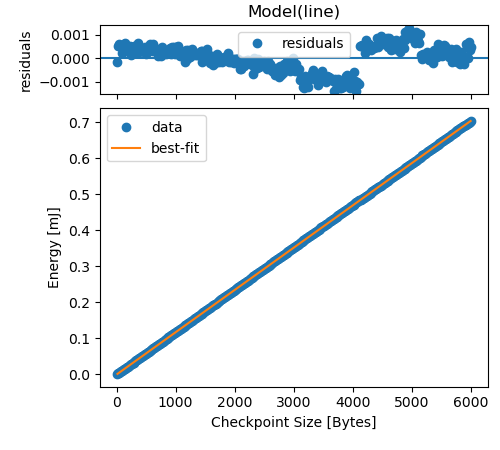 Model(line)
residuals
0.001
0.000
−0.001
residuals
data
best-fit
Energy [mJ]
0.7
0.6
0.5
0.4
0.3
0.2
0.1
0.0
0 1000 2000 3000 4000 5000 6000
Checkpoint Size [Bytes]